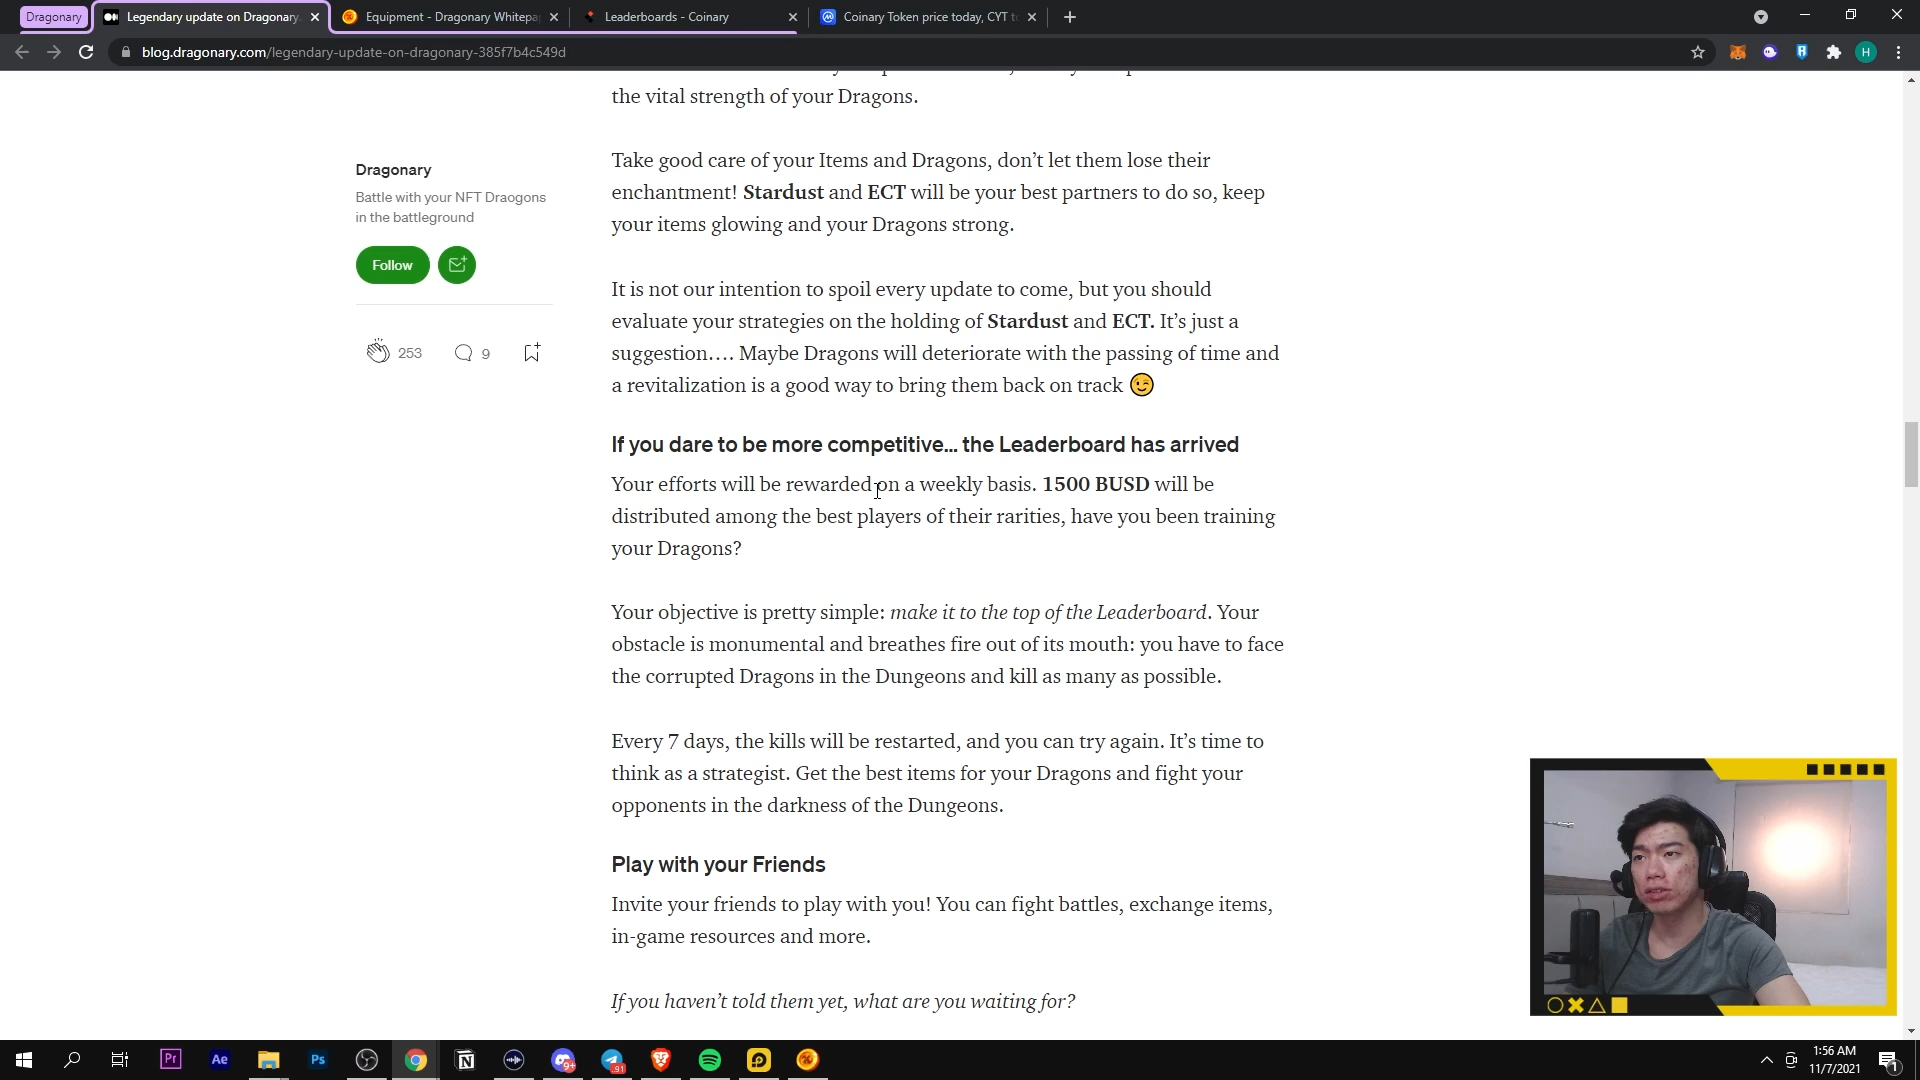 Dragonary
Legendary update on Dragonary
Equipment - Dragonary Whitepa
Leaderboards - Coinary
Coinary Token price today, CYT to
blog.dragonary.com/legendary-update-on-dragonary-385f7b4c549d
H
the vital strength of your Dragons.
Dragonary
Battle with your NFT Draogons
in the battleground
Follow
253
9
Take good care of your Items and Dragons, don’t let them lose their
enchantment! Stardust and ECT will be your best partners to do so, keep
your items glowing and your Dragons strong.
It is not our intention to spoil every update to come, but you should
evaluate your strategies on the holding of Stardust and ECT. It’s just a
suggestion…. Maybe Dragons will deteriorate with the passing of time and
a revitalization is a good way to bring them back on track 😉
If you dare to be more competitive… the Leaderboard has arrived
Your efforts will be rewarded on a weekly basis. 1500 BUSD will be
distributed among the best players of their rarities, have you been training
your Dragons?
Your objective is pretty simple: make it to the top of the Leaderboard. Your
obstacle is monumental and breathes fire out of its mouth: you have to face
the corrupted Dragons in the Dungeons and kill as many as possible.
Every 7 days, the kills will be restarted, and you can try again. It’s time to
think as a strategist. Get the best items for your Dragons and fight your
opponents in the darkness of the Dungeons.
Play with your Friends
Invite your friends to play with you! You can fight battles, exchange items,
in-game resources and more.
If you haven’t told them yet, what are you waiting for?
Pr
Ae
Ps
9+
91
1:56 AM
11/7/2021
1